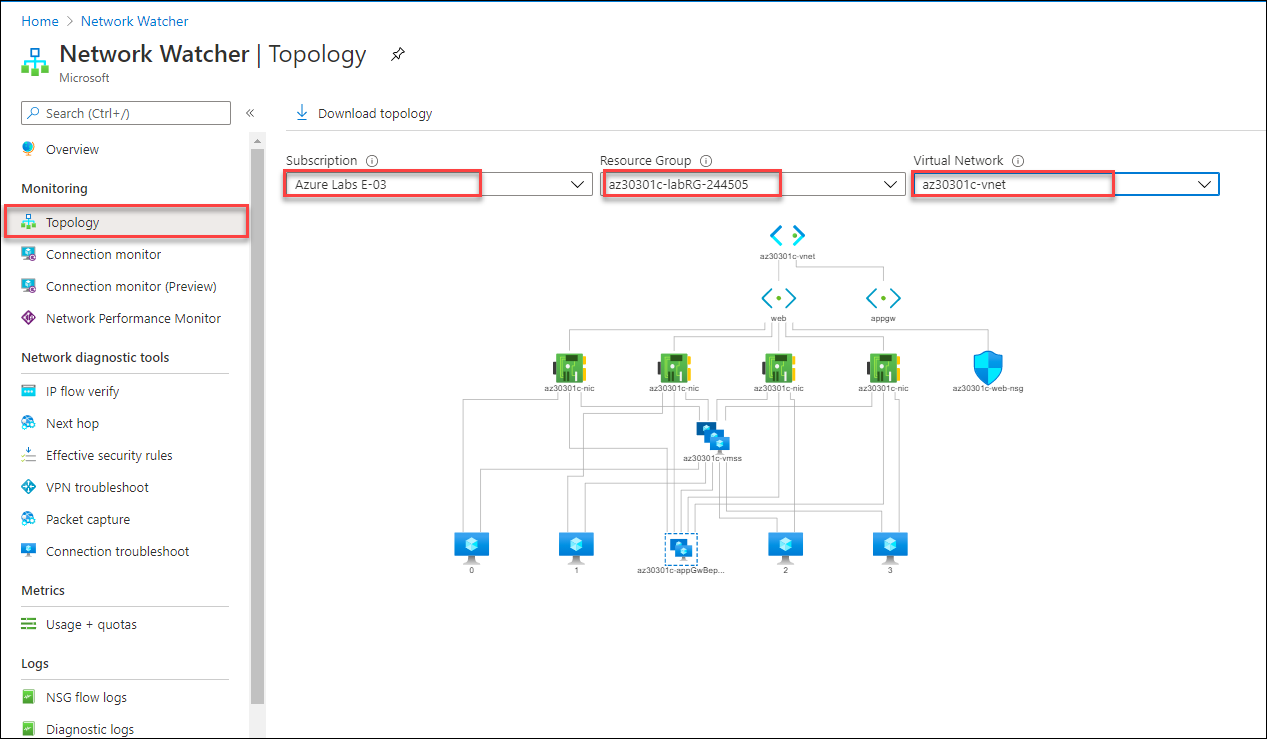 Home > Network Watcher
Network Watcher | Topology
Microsoft
Search (Ctrl+/)
«
Download topology
Overview
Monitoring
Topology
Connection monitor
Connection monitor (Preview)
Network Performance Monitor
Network diagnostic tools
IP flow verify
Next hop
Effective security rules
VPN troubleshoot
Packet capture
Connection troubleshoot
Metrics
Usage + quotas
Logs
NSG flow logs
Diagnostic logs
Subscription
Azure Labs E-03
Resource Group
az30301c-labRG-244505
Virtual Network
az30301c-vnet
az30301c-vnet
web
appgw
az30301c-nic
az30301c-nic
az30301c-nic
az30301c-nic
az30301c-web-nsg
az30301c-vmss
0
1
az30301c-appGwBep...
2
3